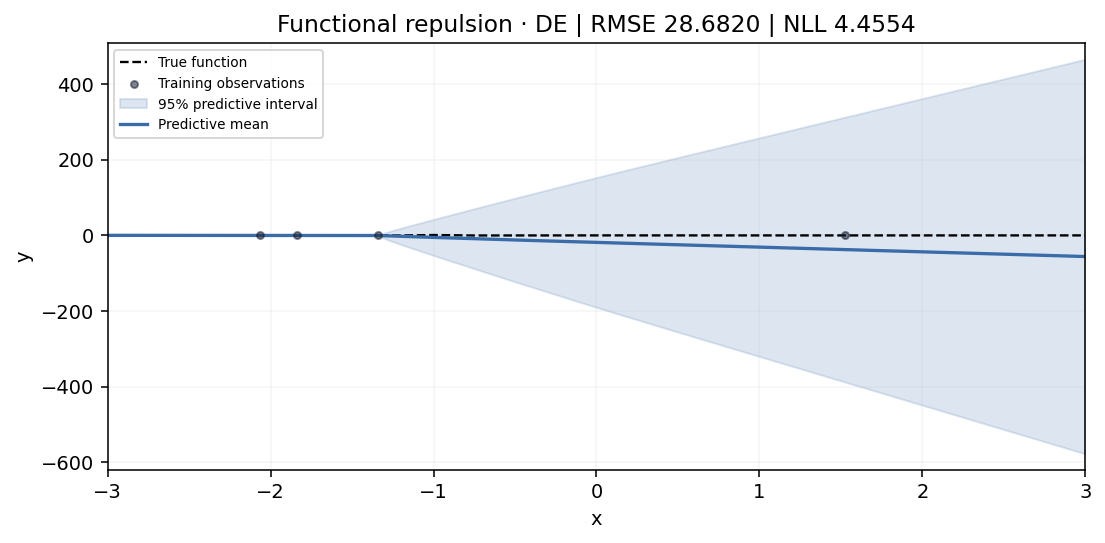 Functional repulsion · DE | RMSE 28.6820 | NLL 4.4554
True function
Training observations
95% predictive interval
Predictive mean
400
200
0
−200
−400
−600
y
−3
−2
−1
0
1
2
3
x